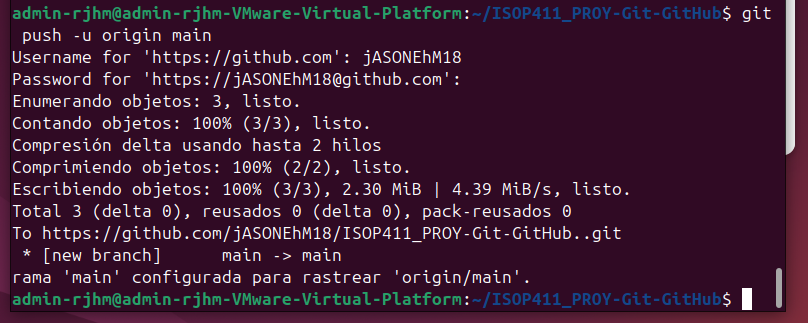 admin-rjhm@admin-rjhm-VMware-Virtual-Platform:~/ISOP411_PROY-Git-GitHub$ git
 push -u origin main
Username for 'https://github.com': jASONEhM18
Password for 'https://jASONEhM18@github.com':
Enumerando objetos: 3, listo.
Contando objetos: 100% (3/3), listo.
Compresión delta usando hasta 2 hilos
Comprimiendo objetos: 100% (2/2), listo.
Escribiendo objetos: 100% (3/3), 2.30 MiB | 4.39 MiB/s, listo.
Total 3 (delta 0), reusados 0 (delta 0), pack-reusados 0
To https://github.com/jASONEhM18/ISOP411_PROY-Git-GitHub..git
 * [new branch]      main -> main
rama 'main' configurada para rastrear 'origin/main'.
admin-rjhm@admin-rjhm-VMware-Virtual-Platform:~/ISOP411_PROY-Git-GitHub$